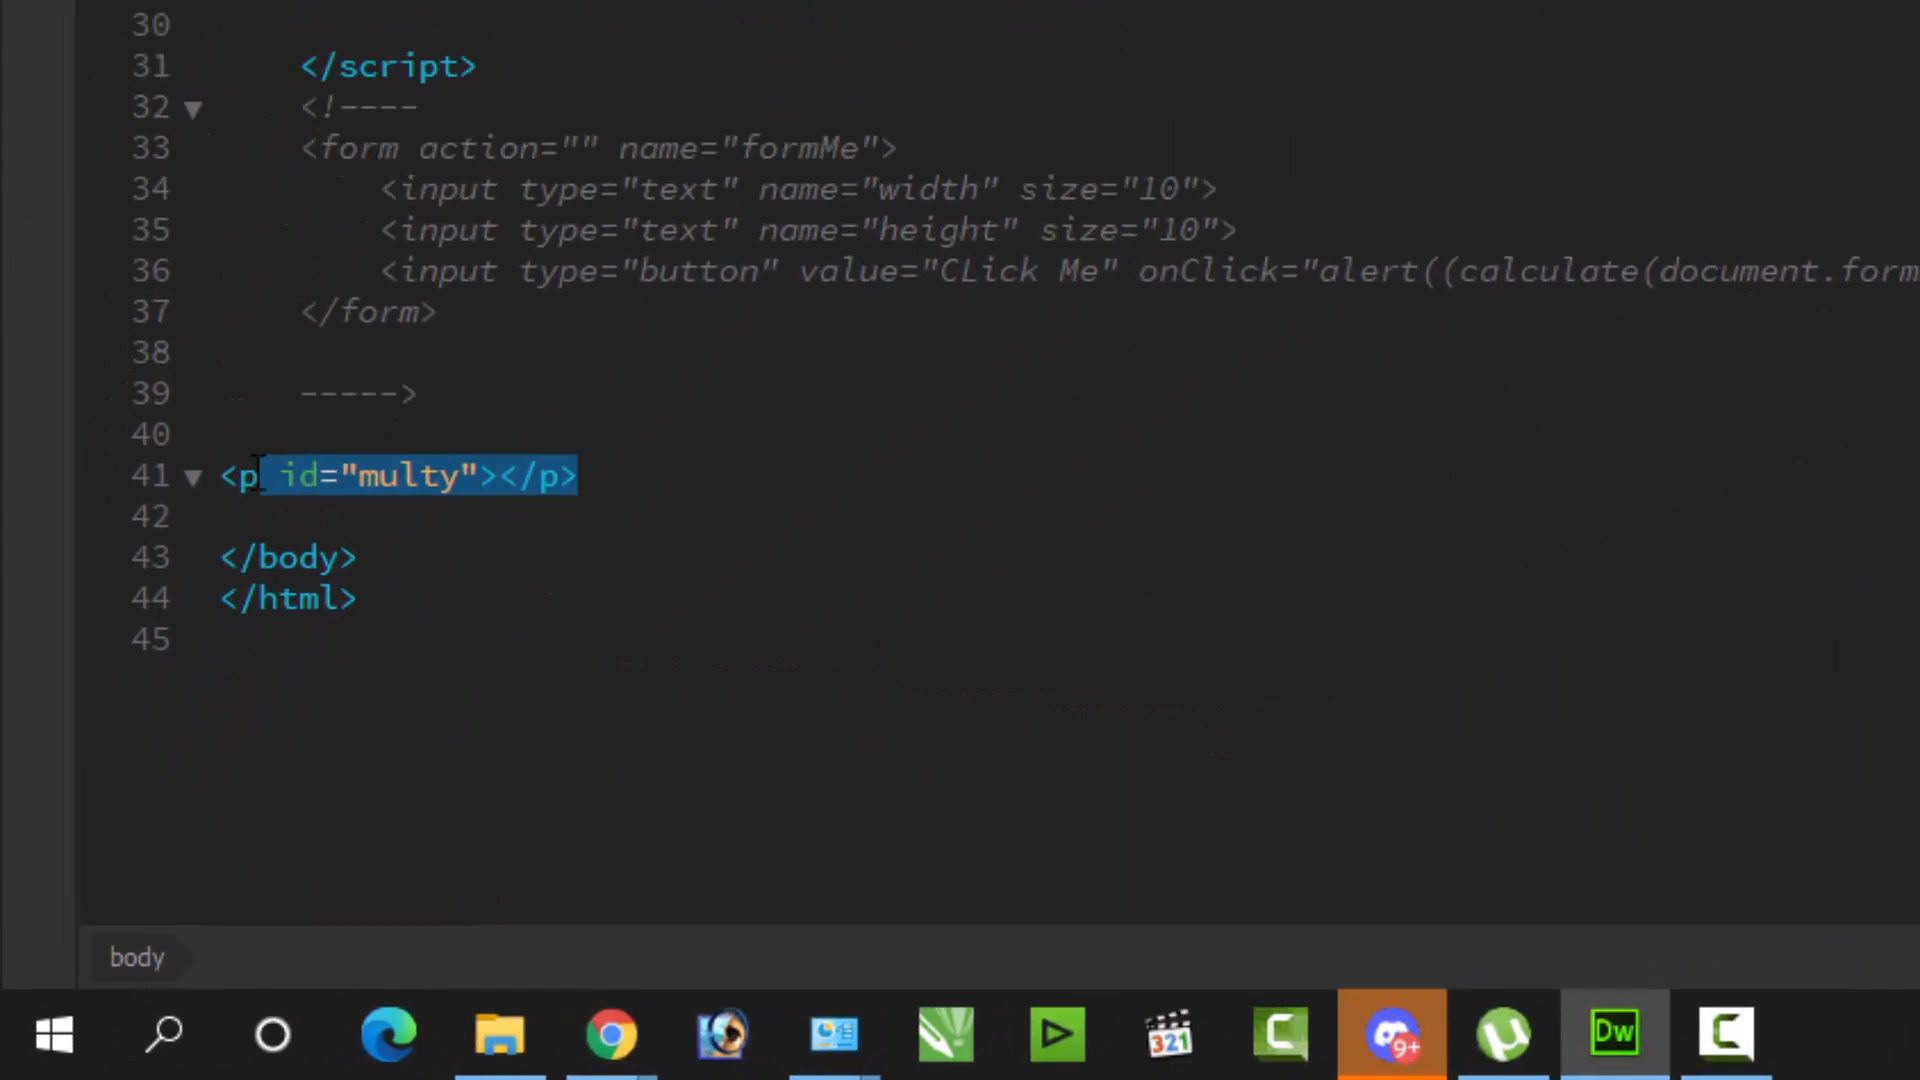 30
31 </script>
32 <!----
33 <form action="" name="formMe">
34 <input type="text" name="width" size="10">
35 <input type="text" name="height" size="10">
36 <input type="button" value="CLick Me" onClick="alert((calculate(document.form
37 </form>
38
39 ----->
40
41 <p id="multy"></p>
42
43 </body>
44 </html>
45
body
321
9+
Dw